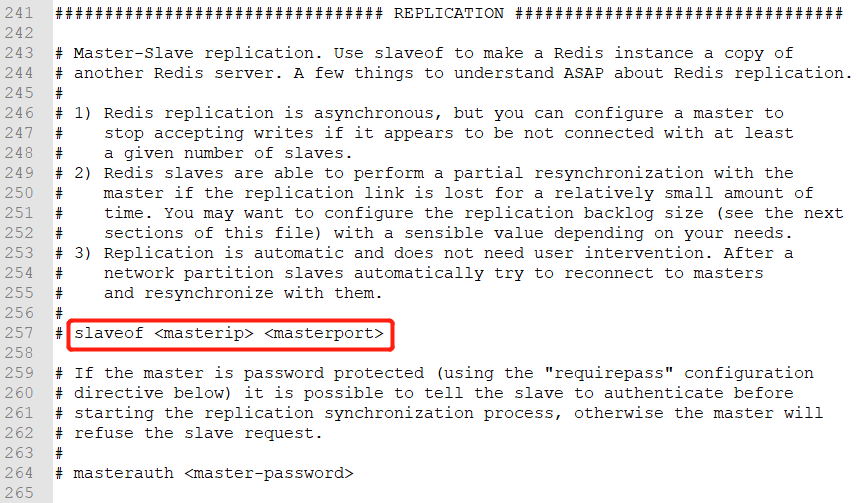 241 ################################# REPLICATION #################################
242
243 # Master-Slave replication. Use slaveof to make a Redis instance a copy of
244 # another Redis server. A few things to understand ASAP about Redis replication.
245 #
246 # 1) Redis replication is asynchronous, but you can configure a master to
247 #    stop accepting writes if it appears to be not connected with at least
248 #    a given number of slaves.
249 # 2) Redis slaves are able to perform a partial resynchronization with the
250 #    master if the replication link is lost for a relatively small amount of
251 #    time. You may want to configure the replication backlog size (see the next
252 #    sections of this file) with a sensible value depending on your needs.
253 # 3) Replication is automatic and does not need user intervention. After a
254 #    network partition slaves automatically try to reconnect to masters
255 #    and resynchronize with them.
256 #
257 # slaveof <masterip> <masterport>
258
259 # If the master is password protected (using the "requirepass" configuration
260 # directive below) it is possible to tell the slave to authenticate before
261 # starting the replication synchronization process, otherwise the master will
262 # refuse the slave request.
263 #
264 # masterauth <master-password>
265